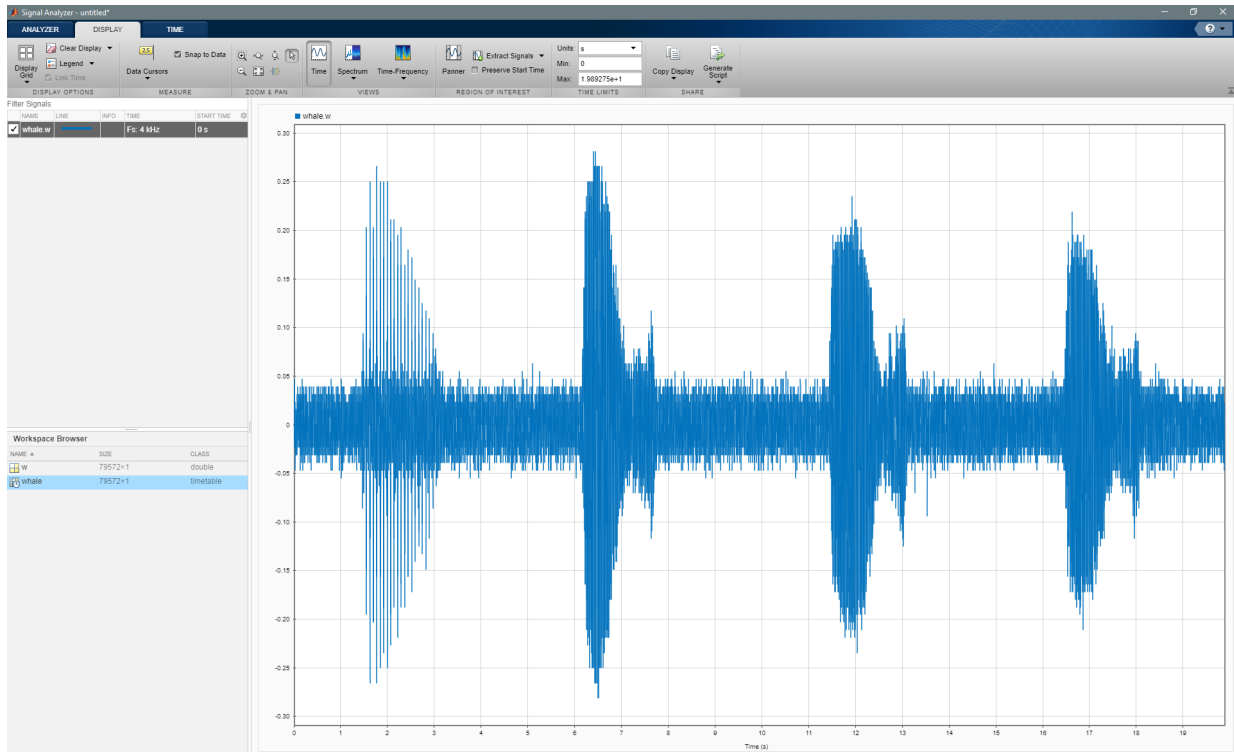 Signal Analyzer - untitled*
ANALYZER DISPLAY TIME
Display Grid
Clear Display
Legend
Link Time
DISPLAY OPTIONS
2.5
Data Cursors
Snap to Data
MEASURE
ZOOM & PAN
Time
Spectrum
Time-Frequency
VIEWS
Panner
Extract Signals
Preserve Start Time
REGION OF INTEREST
Units: s
Min: 0
Max: 1.989275e+1
TIME LIMITS
Copy Display
Generate Script
SHARE
Filter Signals
NAME LINE INFO TIME START TIME
whale.w Fs: 4 kHz 0 s
Workspace Browser
NAME SIZE CLASS
w 79572×1 double
whale 79572×1 timetable
whale.w
0.30
0.25
0.20
0.15
0.10
0.05
0
-0.05
-0.10
-0.15
-0.20
-0.25
-0.30
0 1 2 3 4 5 6 7 8 9 10 11 12 13 14 15 16 17 18 19
Time (s)